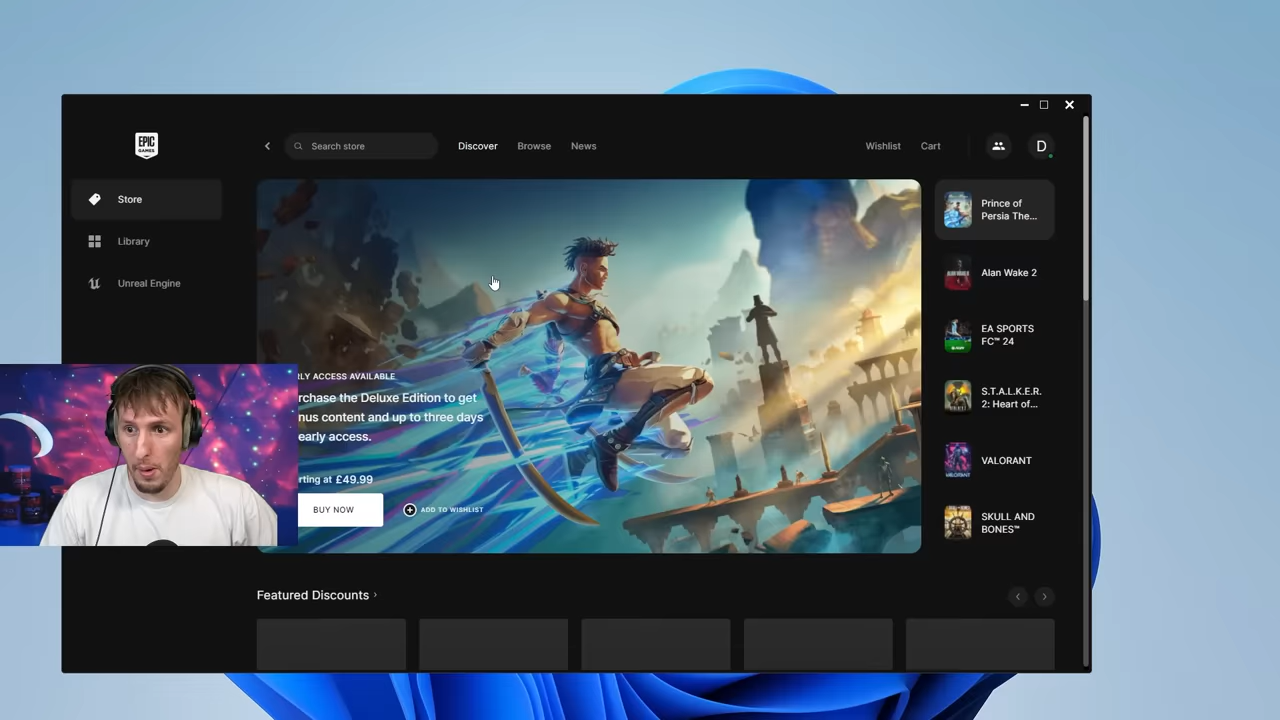 EPIC
GAMES
Search store
Discover
Browse
News
Wishlist
Cart
D
Store
Library
Unreal Engine
RLY ACCESS AVAILABLE
rchase the Deluxe Edition to get
nus content and up to three days
early access.
rting at £49.99
BUY NOW
ADD TO WISHLIST
Prince of
Persia The...
Alan Wake 2
EA SPORTS
FC™ 24
S.T.A.L.K.E.R.
2: Heart of...
VALORANT
SKULL AND
BONES™
Featured Discounts